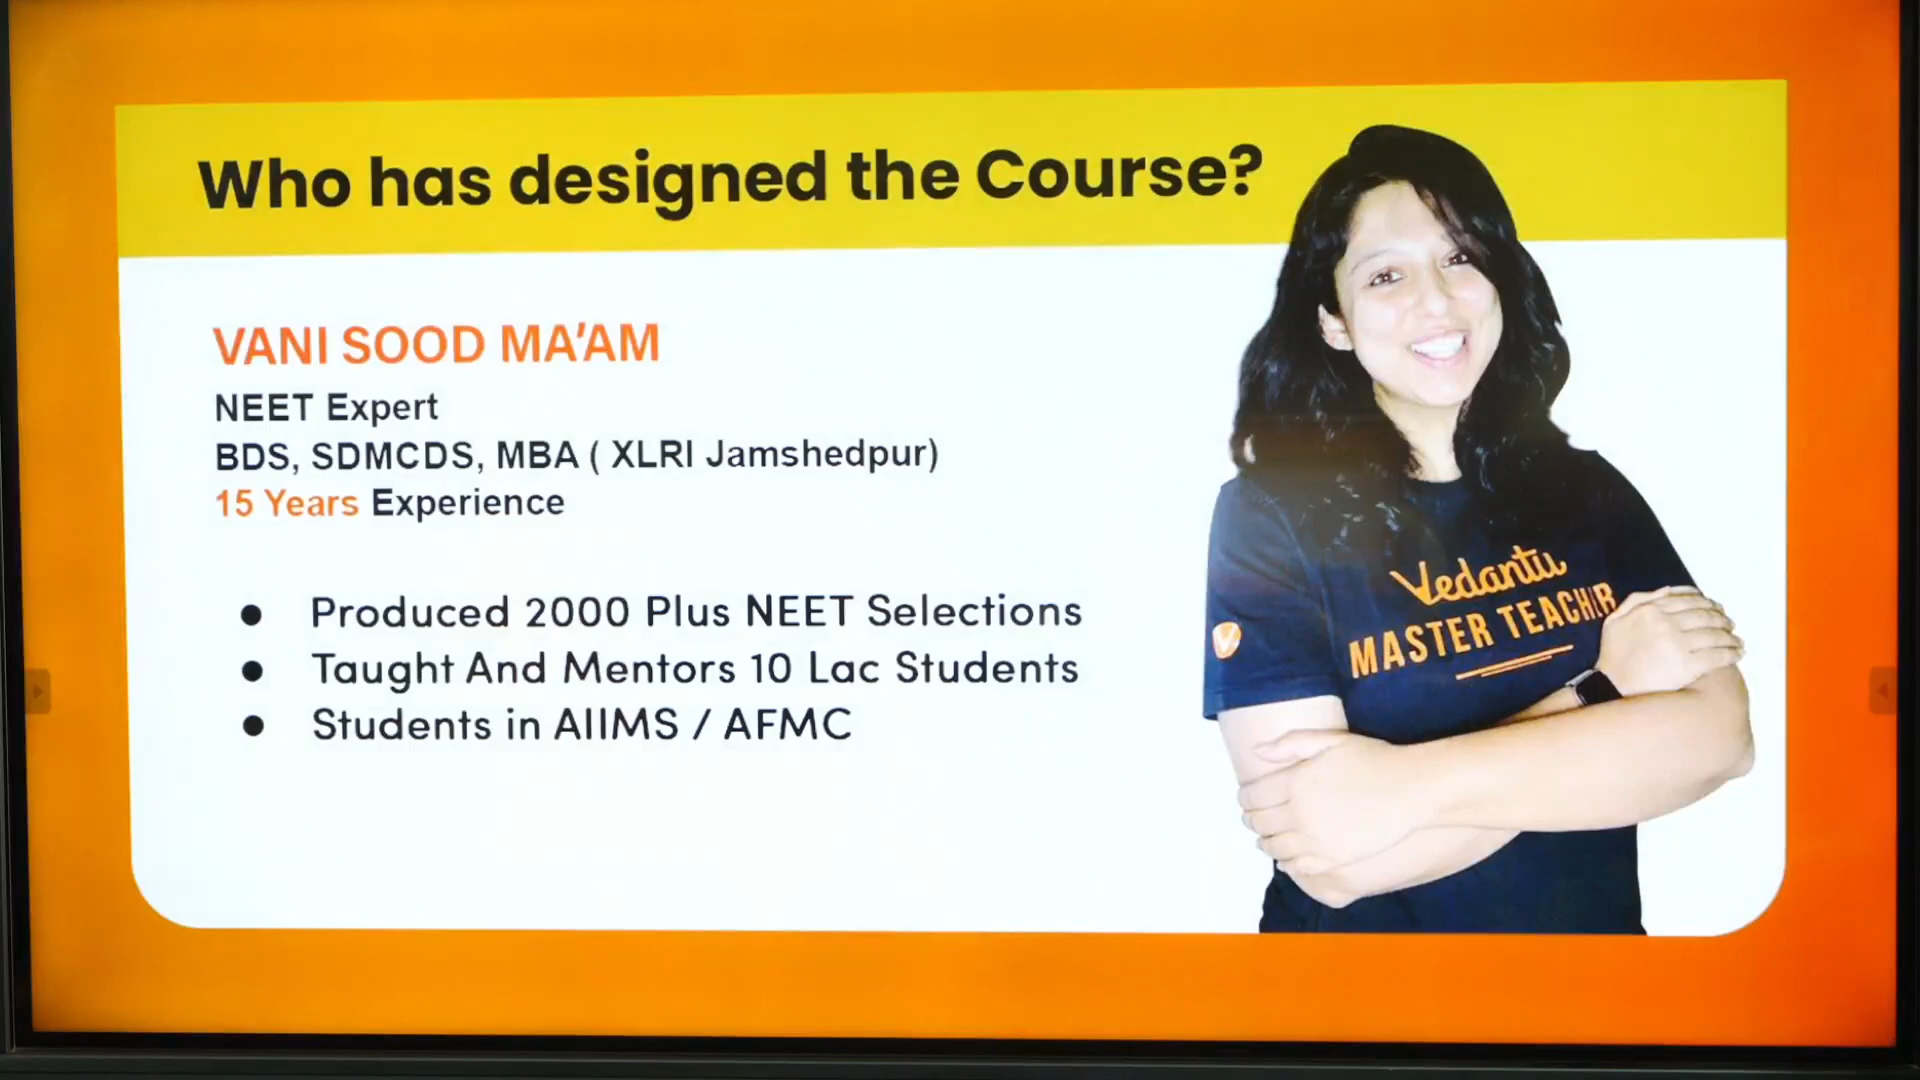 Who has designed the Course?
VANI SOOD MA'AM
NEET Expert
BDS, SDMCDS, MBA ( XLRI Jamshedpur)
15 Years Experience
● Produced 2000 Plus NEET Selections
● Taught And Mentors 10 Lac Students
● Students in AIIMS / AFMC
Vedantu
MASTER TEACHER